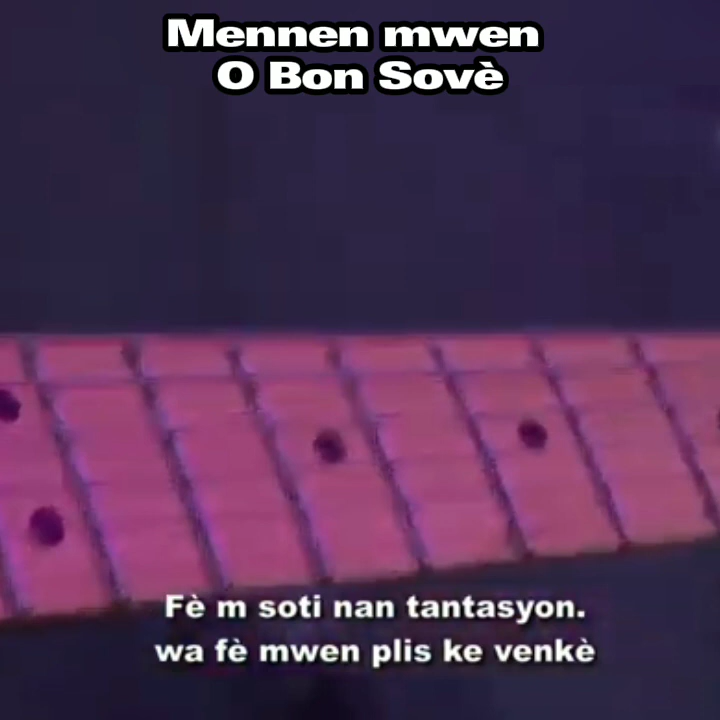 Mennen mwen
O Bon Sovè
Fè m soti nan tantasyon.
wa fè mwen plis ke venkè